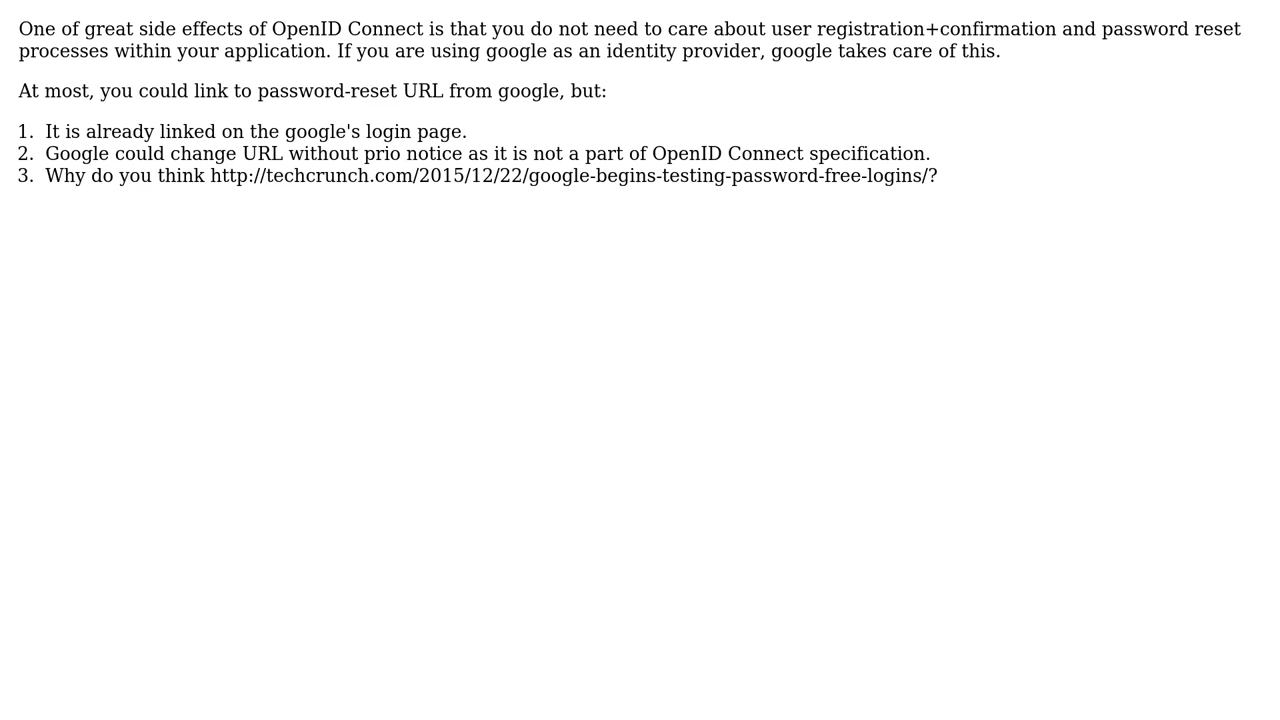 One of great side effects of OpenID Connect is that you do not need to care about user registration+confirmation and password reset
processes within your application. If you are using google as an identity provider, google takes care of this.
At most, you could link to password-reset URL from google, but:
1. It is already linked on the google's login page.
2. Google could change URL without prio notice as it is not a part of OpenID Connect specification.
3. Why do you think http://techcrunch.com/2015/12/22/google-begins-testing-password-free-logins/?